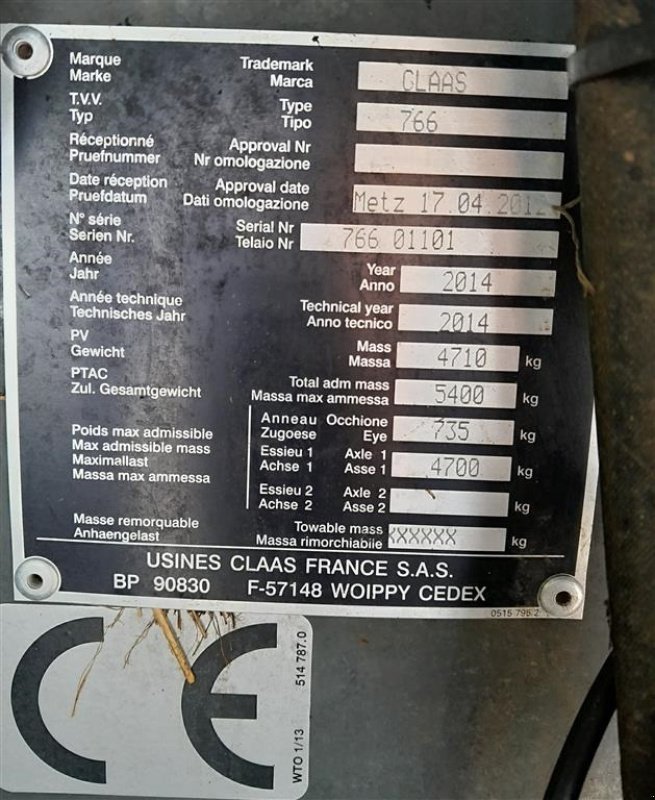 Marque Trademark
Marke Marca CLAAS
T.V.V. Type
Typ Tipo 766
Réceptionné Approval Nr
Pruefnummer Nr omologazione
Date réception Approval date
Pruefdatum Dati omologazione Metz 17.04.2012
N° série Serial Nr
Serien Nr. Telaio Nr 766 01101
Année Year
Jahr Anno 2014
Année technique Technical year
Technisches Jahr Anno tecnico 2014
PV Mass
Gewicht Massa 4710 kg
PTAC Total adm mass
Zul. Gesamtgewicht Massa max ammessa 5400 kg
Anneau Occhione
Poids max admissible Zugoese Eye 735 kg
Max admissible mass Essieu 1 Axle 1
Maximallast Achse 1 Asse 1 4700 kg
Massa max ammessa
Essieu 2 Axle 2
Achse 2 Asse 2 kg
Masse remorquable Towable mass
Anhaengelast Massa rimorchiabile XXXXXX kg
USINES CLAAS FRANCE S.A.S.
BP 90830 F-57148 WOIPPY CEDEX
0515 795.2
CE
WTO 1/13 514 787.0